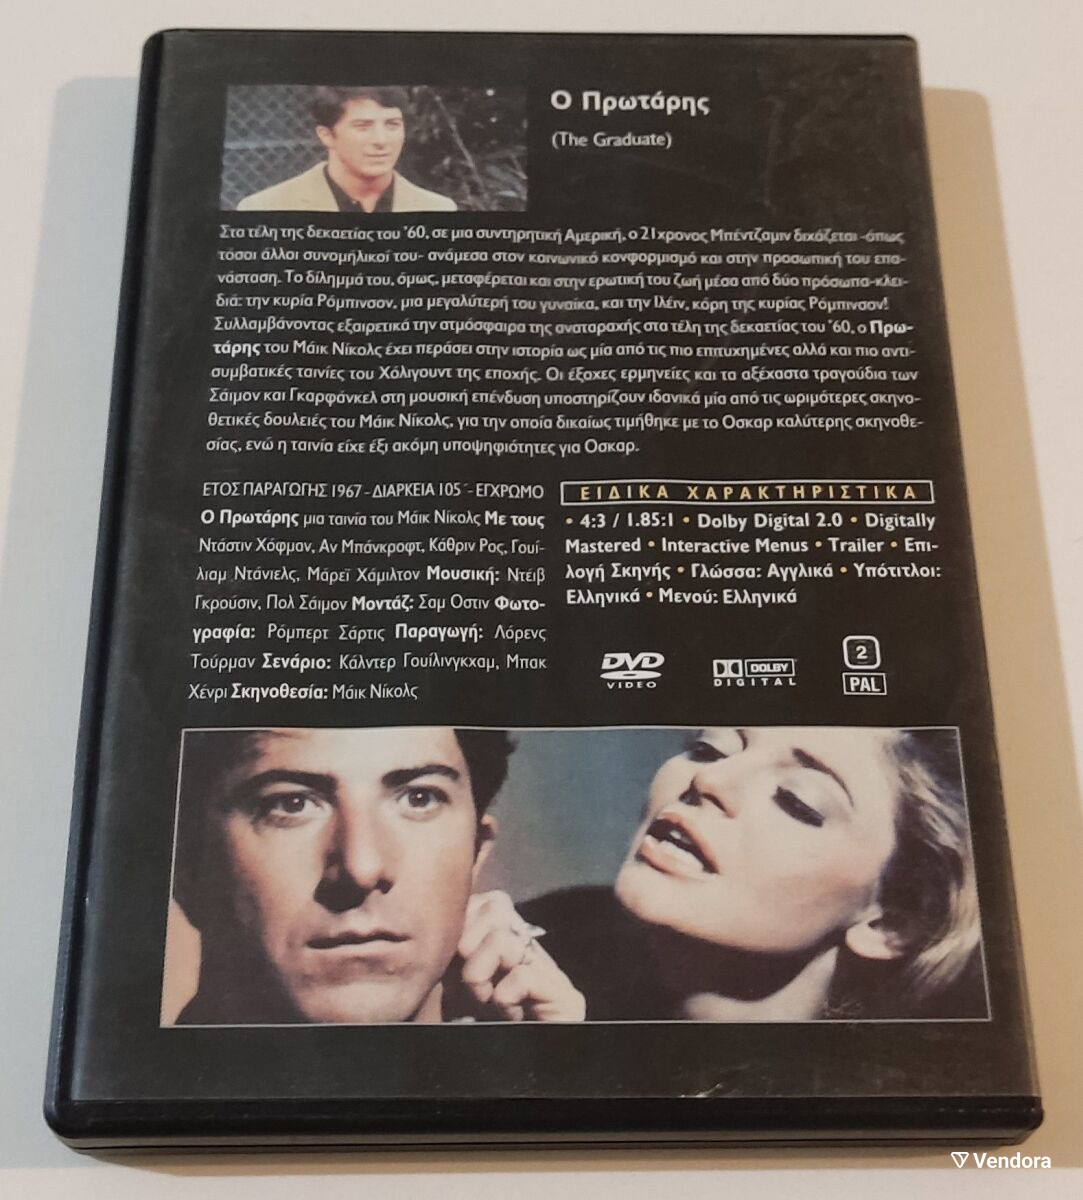 Ο Πρωτάρης
(The Graduate)
Στα τέλη της δεκαετίας του '60, σε μια συντηρητική Αμερική, ο 21χρονος Μπέντζαμιν διχάζεται -όπως
τόσοι άλλοι συνομήλικοί του- ανάμεσα στον κοινωνικό κονφορμισμό και στην προσωπική του επα-
νάσταση. Το δίλημμά του, όμως, μεταφέρεται και στην ερωτική του ζωή μέσα από δύο πρόσωπα-κλει-
διά: την κυρία Ρόμπινσον, μια μεγαλύτερή του γυναίκα, και την Ιλέιν, κόρη της κυρίας Ρόμπινσον!
Συλλαμβάνοντας εξαιρετικά την ατμόσφαιρα της αναταραχής στα τέλη της δεκαετίας του '60, ο Πρω-
τάρης του Μάικ Νίκολς έχει περάσει στην ιστορία ως μία από τις πιο επιτυχημένες αλλά και πιο αντι-
συμβατικές ταινίες του Χόλιγουντ της εποχής. Οι έξοχες ερμηνείες και τα αξέχαστα τραγούδια των
Σάιμον και Γκαρφάνκελ στη μουσική επένδυση υποστηρίζουν ιδανικά μία από τις ωριμότερες σκηνο-
θετικές δουλειές του Μάικ Νίκολς, για την οποία δικαίως τιμήθηκε με το Όσκαρ καλύτερης σκηνοθε-
σίας, ενώ η ταινία είχε έξι ακόμη υποψηφιότητες για Όσκαρ.
ΕΤΟΣ ΠΑΡΑΓΩΓΗΣ 1967 - ΔΙΑΡΚΕΙΑ 105΄ - ΕΓΧΡΩΜΟ
Ο Πρωτάρης μια ταινία του Μάικ Νίκολς Με τους
Ντάστιν Χόφμαν, Αν Μπάνκροφτ, Κάθριν Ρος, Γουί-
λιαμ Ντάνιελς, Μάρεϊ Χάμιλτον Μουσική: Ντέιβ
Γκρούσιν, Πολ Σάιμον Μοντάζ: Σαμ Οστιν Φωτο-
γραφία: Ρόμπερτ Σάρτις Παραγωγή: Λόρενς
Τούρμαν Σενάριο: Κάλντερ Γουίλινγκχαμ, Μπακ
Χένρι Σκηνοθεσία: Μάικ Νίκολς
ΕΙΔΙΚΑ ΧΑΡΑΚΤΗΡΙΣΤΙΚΑ
• 4:3 / 1.85:1 • Dolby Digital 2.0 • Digitally
Mastered • Interactive Menus • Trailer • Επι-
λογή Σκηνής • Γλώσσα: Αγγλικά • Υπότιτλοι:
Ελληνικά • Μενού: Ελληνικά
DVD
VIDEO
DOLBY
DIGITAL
2
PAL
Vendora